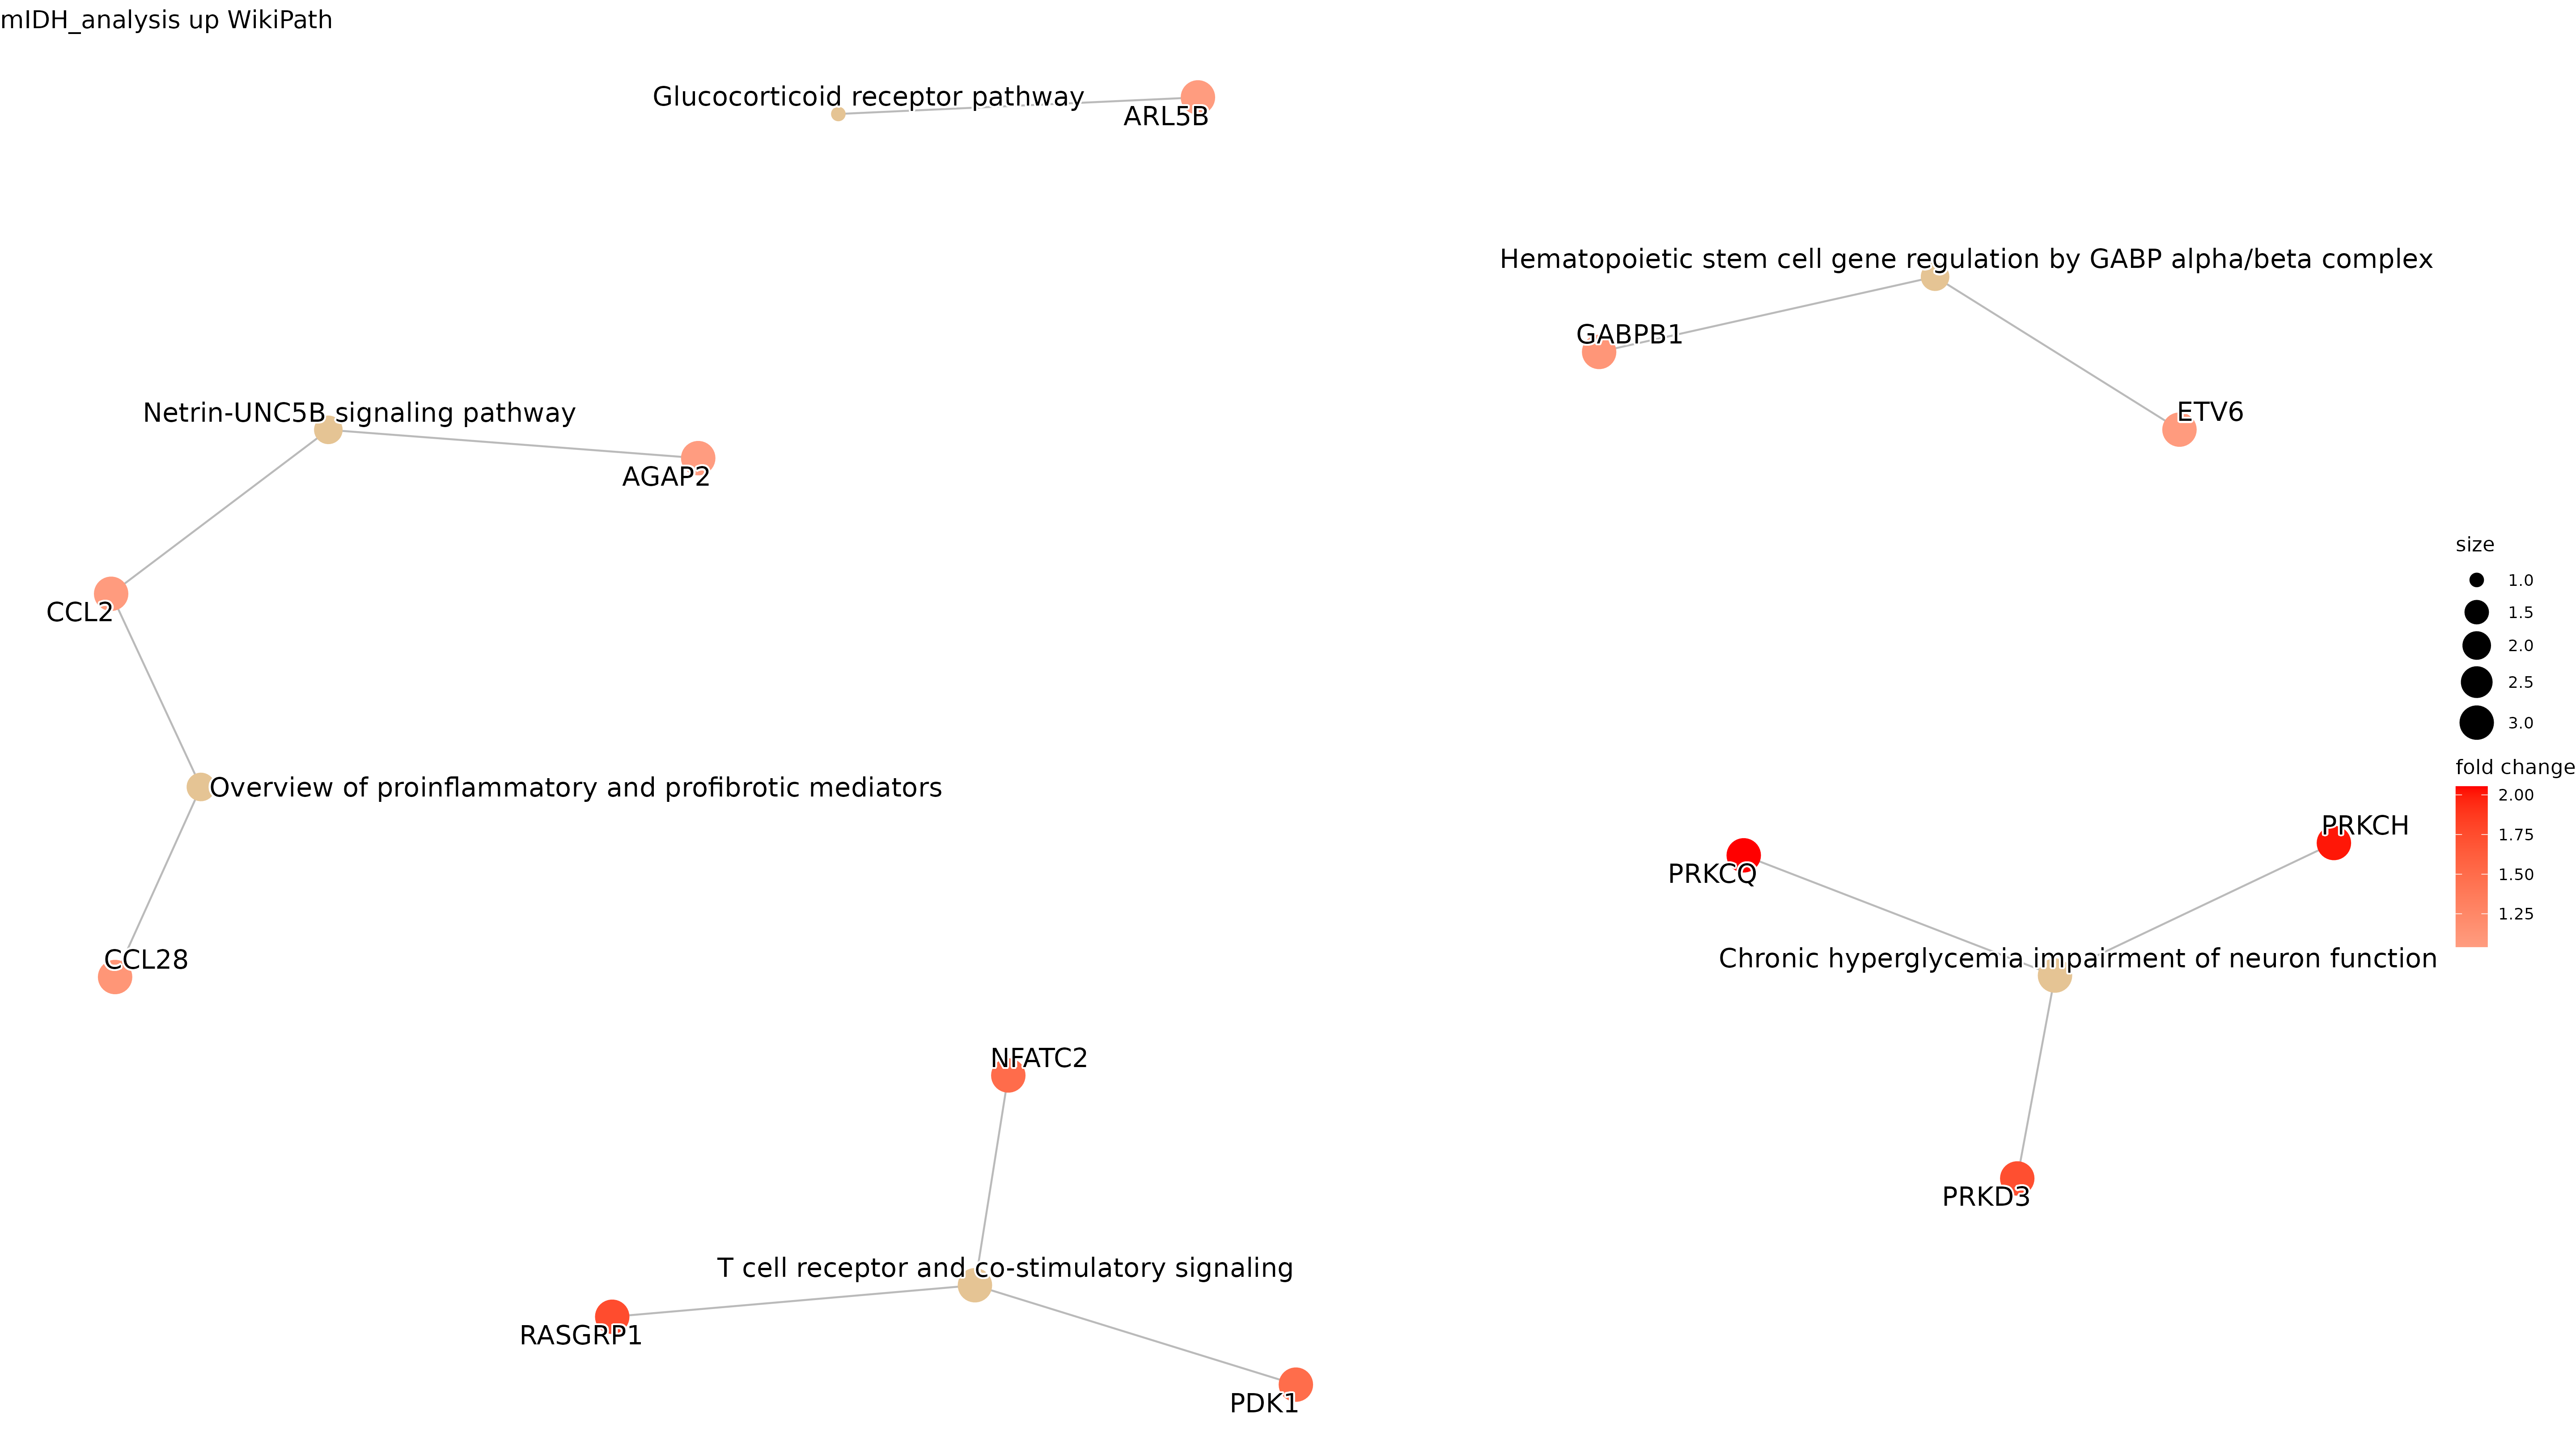 mIDH_analysis up WikiPath
Glucocorticoid receptor pathway
ARL5B
Hematopoietic stem cell gene regulation by GABP alpha/beta complex
GABPB1
ETV6
Netrin-UNC5B signaling pathway
AGAP2
CCL2
Overview of proinflammatory and profibrotic mediators
CCL28
size
1.0
1.5
2.0
2.5
3.0
fold change
2.00
1.75
1.50
1.25
PRKCH
PRKCQ
Chronic hyperglycemia impairment of neuron function
PRKD3
NFATC2
T cell receptor and co-stimulatory signaling
RASGRP1
PDK1